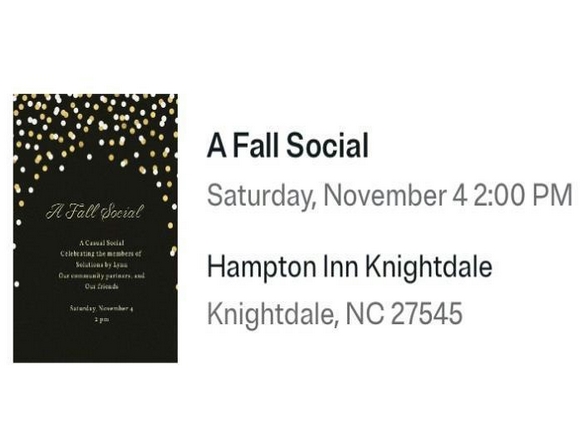 A Fall Social
A Casual Social
Celebrating the members of
Solutions by Lynn
Our community partners, and
Our friends
Saturday, November 4
2 pm
A Fall Social
Saturday, November 4 2:00 PM
Hampton Inn Knightdale
Knightdale, NC 27545